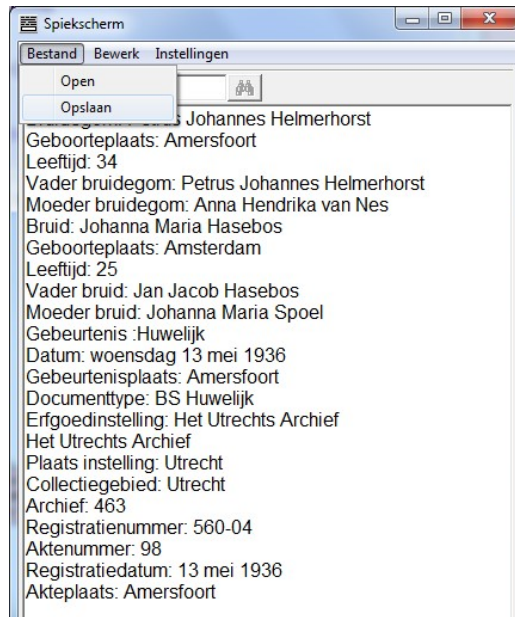 Spiekscherm
Bestand Bewerk Instellingen
Open
Opslaan
Johannes Helmerhorst
Geboorteplaats: Amersfoort
Leeftijd: 34
Vader bruidegom: Petrus Johannes Helmerhorst
Moeder bruidegom: Anna Hendrika van Nes
Bruid: Johanna Maria Hasebos
Geboorteplaats: Amsterdam
Leeftijd: 25
Vader bruid: Jan Jacob Hasebos
Moeder bruid: Johanna Maria Spoel
Gebeurtenis :Huwelijk
Datum: woensdag 13 mei 1936
Gebeurtenisplaats: Amersfoort
Documenttype: BS Huwelijk
Erfgoedinstelling: Het Utrechts Archief
Het Utrechts Archief
Plaats instelling: Utrecht
Collectiegebied: Utrecht
Archief: 463
Registratienummer: 560-04
Aktenummer: 98
Registratiedatum: 13 mei 1936
Akteplaats: Amersfoort